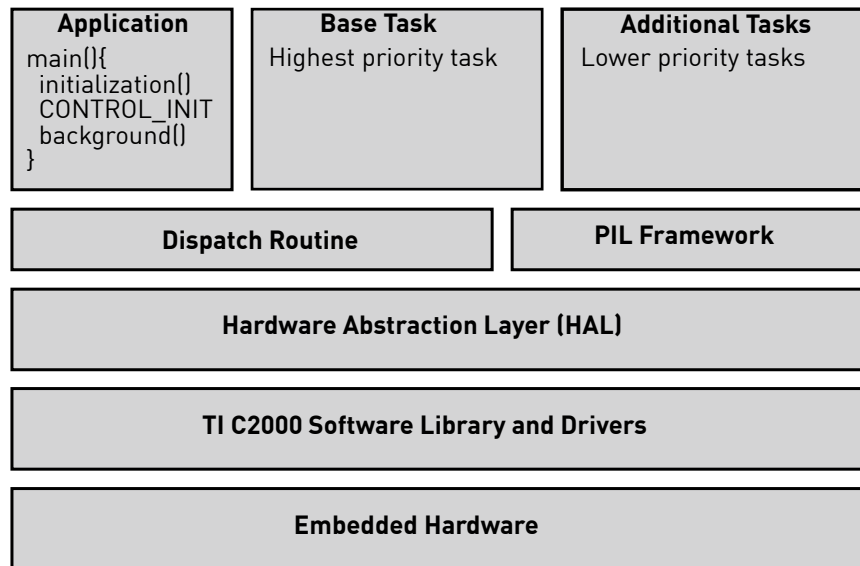 Application
main(){
initialization()
CONTROL_INIT
background()
}
Base Task
Highest priority task
Additional Tasks
Lower priority tasks
Dispatch Routine
PIL Framework
Hardware Abstraction Layer (HAL)
TI C2000 Software Library and Drivers
Embedded Hardware